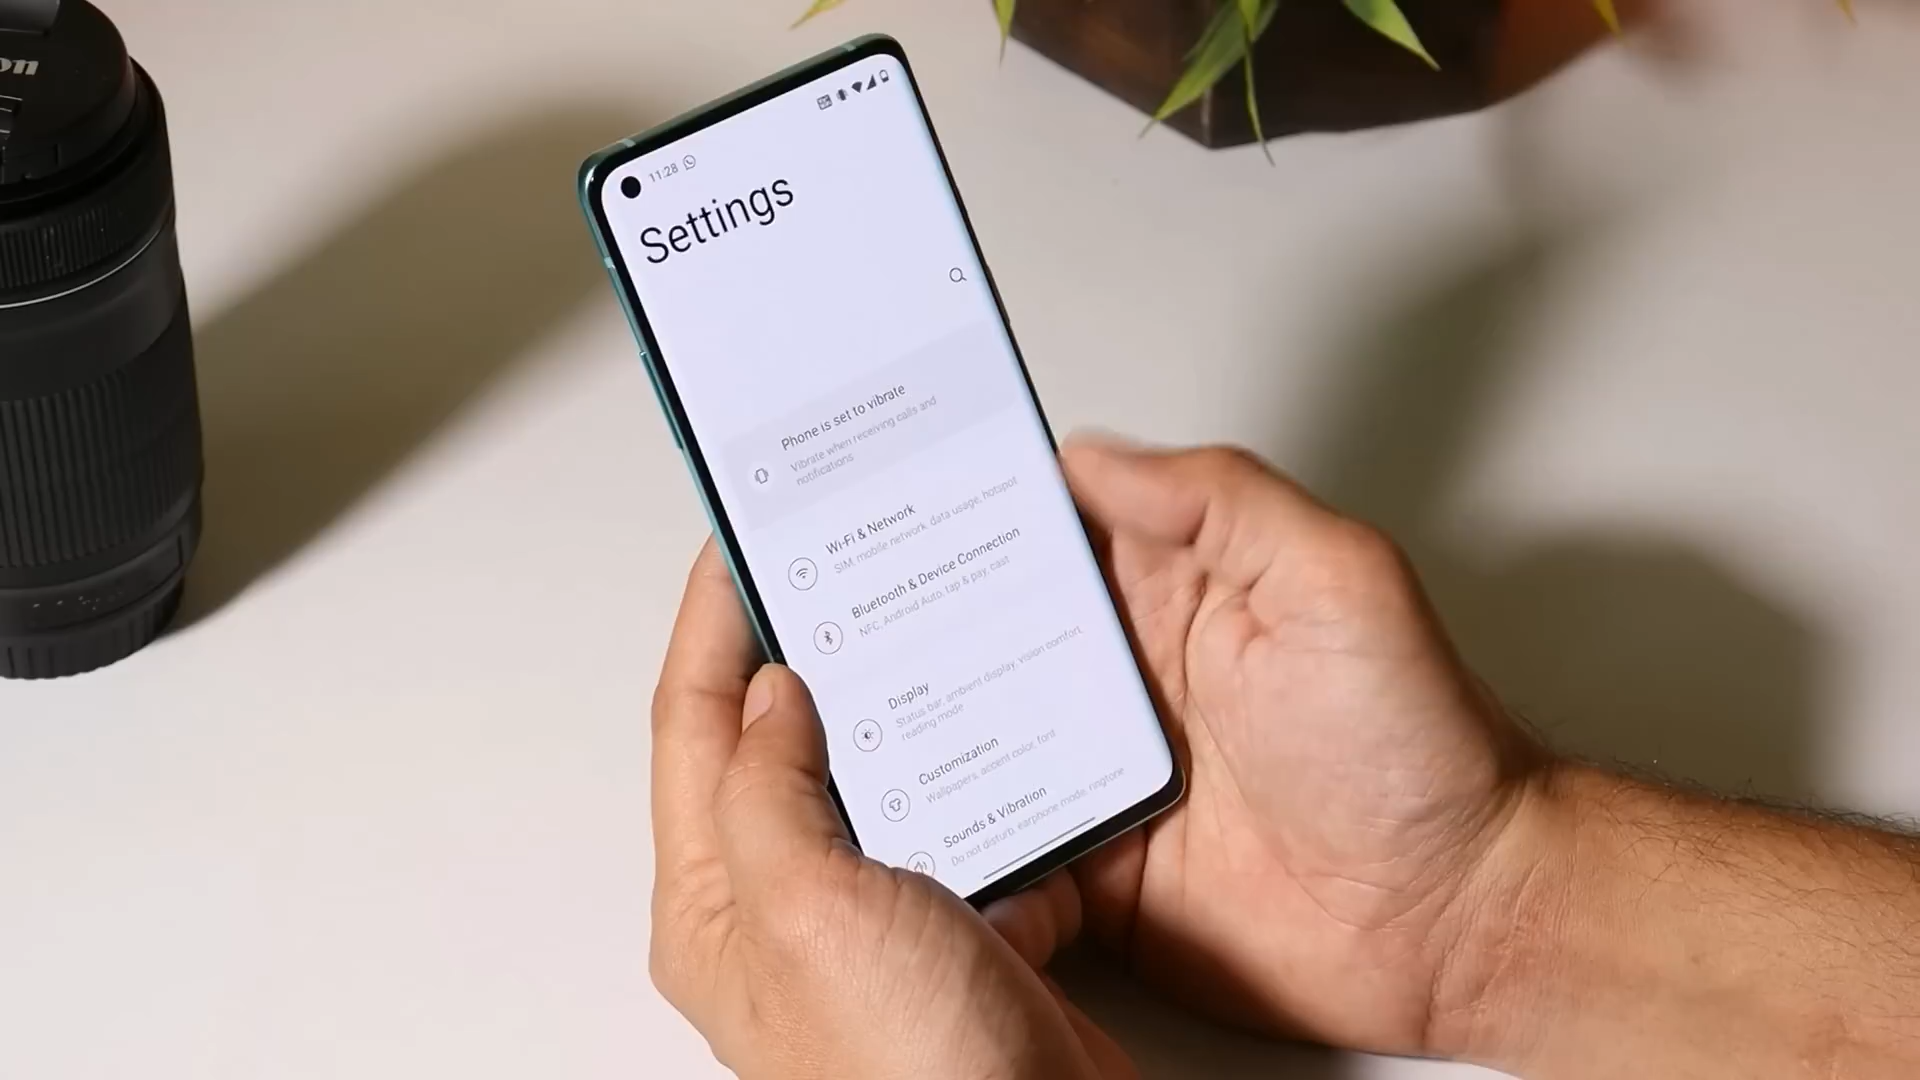 on
11:28
Settings
Phone is set to vibrate
Vibrate when receiving calls and
notifications
Wi-Fi & Network
SIM, mobile network, data usage, hotspot
Bluetooth & Device Connection
NFC, Android Auto, tap & pay, cast
Display
Status bar, ambient display, vision comfort,
reading mode
Customization
Wallpapers, accent color, font
Sounds & Vibration
Do not disturb, earphone mode, ringtone